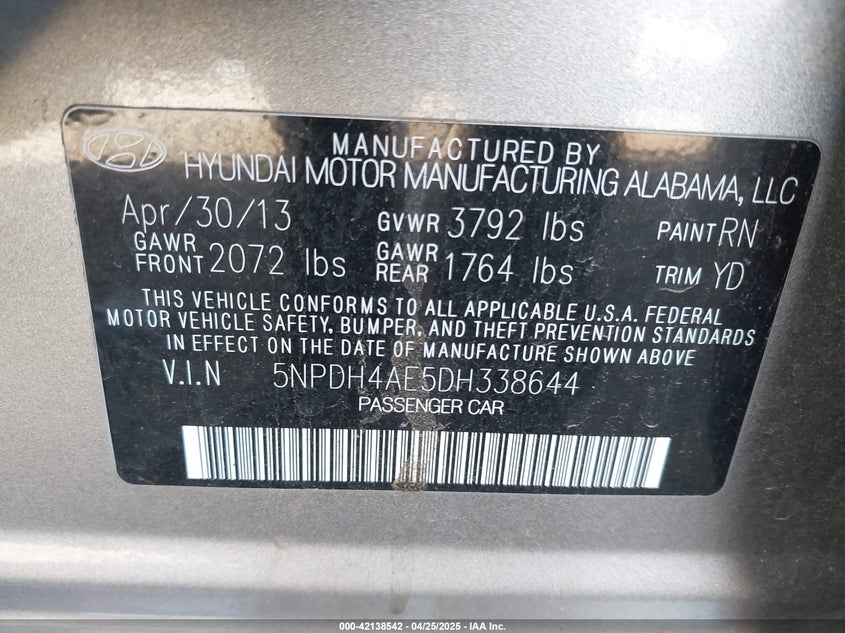 MANUFACTURED BY
HYUNDAI MOTOR MANUFACTURING ALABAMA, LLC
Apr/30/13 GVWR 3792 lbs PAINT RN
GAWR FRONT 2072 lbs GAWR REAR 1764 lbs TRIM YD
THIS VEHICLE CONFORMS TO ALL APPLICABLE U.S.A. FEDERAL
MOTOR VEHICLE SAFETY, BUMPER, AND THEFT PREVENTION STANDARDS
IN EFFECT ON THE DATE OF MANUFACTURE SHOWN ABOVE
V.I.N 5NPDH4AE5DH338644
PASSENGER CAR
000-42138542 - 04/25/2025 - IAA Inc.